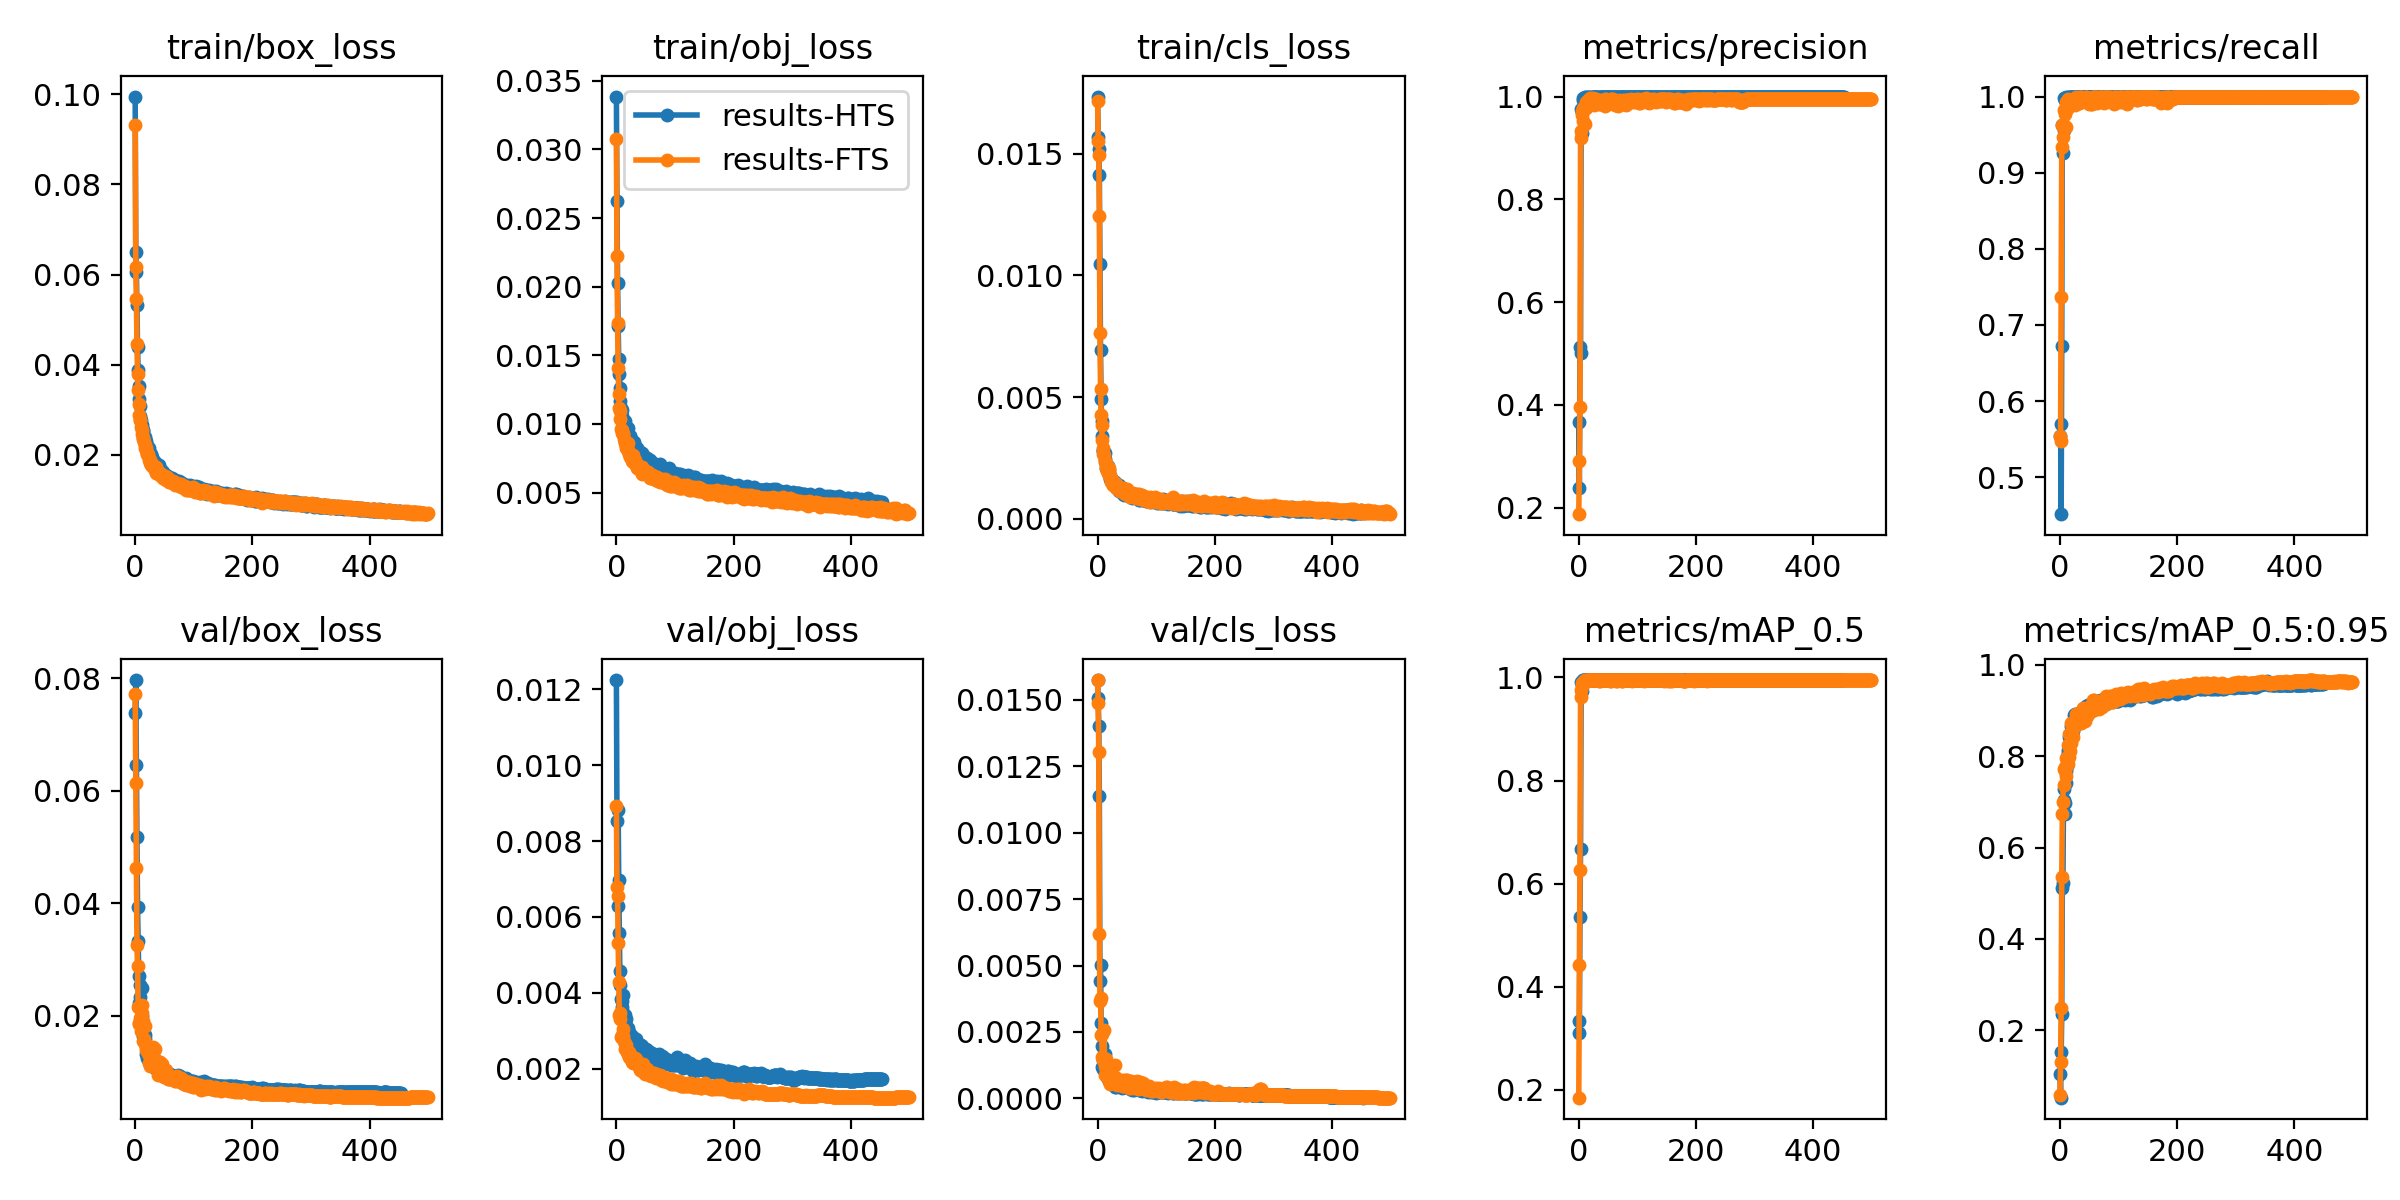 train/box_loss
0.10
0.08
0.06
0.04
0.02
0 200 400
train/obj_loss
0.035
0.030
0.025
0.020
0.015
0.010
0.005
results-HTS
results-FTS
0 200 400
train/cls_loss
0.015
0.010
0.005
0.000
0 200 400
metrics/precision
1.0
0.8
0.6
0.4
0.2
0 200 400
metrics/recall
1.0
0.9
0.8
0.7
0.6
0.5
0 200 400
val/box_loss
0.08
0.06
0.04
0.02
0 200 400
val/obj_loss
0.012
0.010
0.008
0.006
0.004
0.002
0 200 400
val/cls_loss
0.0150
0.0125
0.0100
0.0075
0.0050
0.0025
0.0000
0 200 400
metrics/mAP_0.5
1.0
0.8
0.6
0.4
0.2
0 200 400
metrics/mAP_0.5:0.95
1.0
0.8
0.6
0.4
0.2
0 200 400